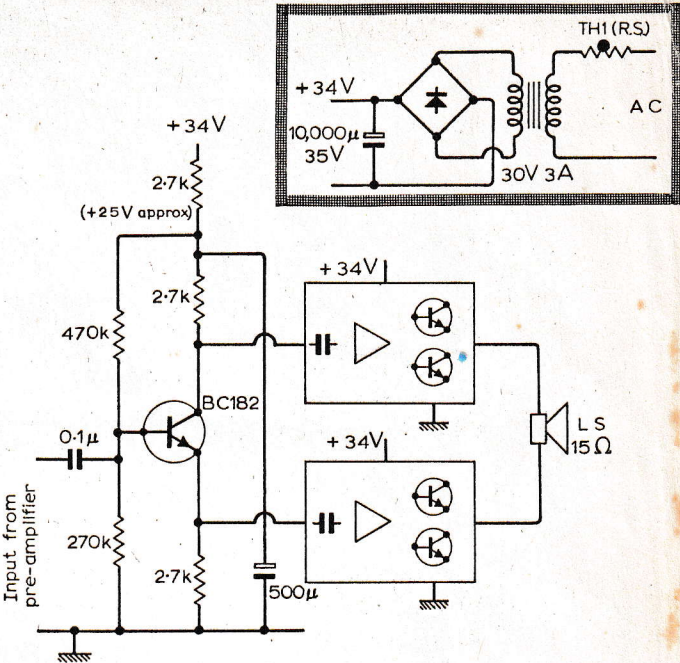 TH1 (R.S.)
+34V
AC
10,000µ
35V
30V 3A
+34V
2·7k
(+25V approx)
2·7k
+34V
470k
BC182
0·1µ
+34V
LS
15Ω
Input from
pre-amplifier
270k
2·7k
500µ